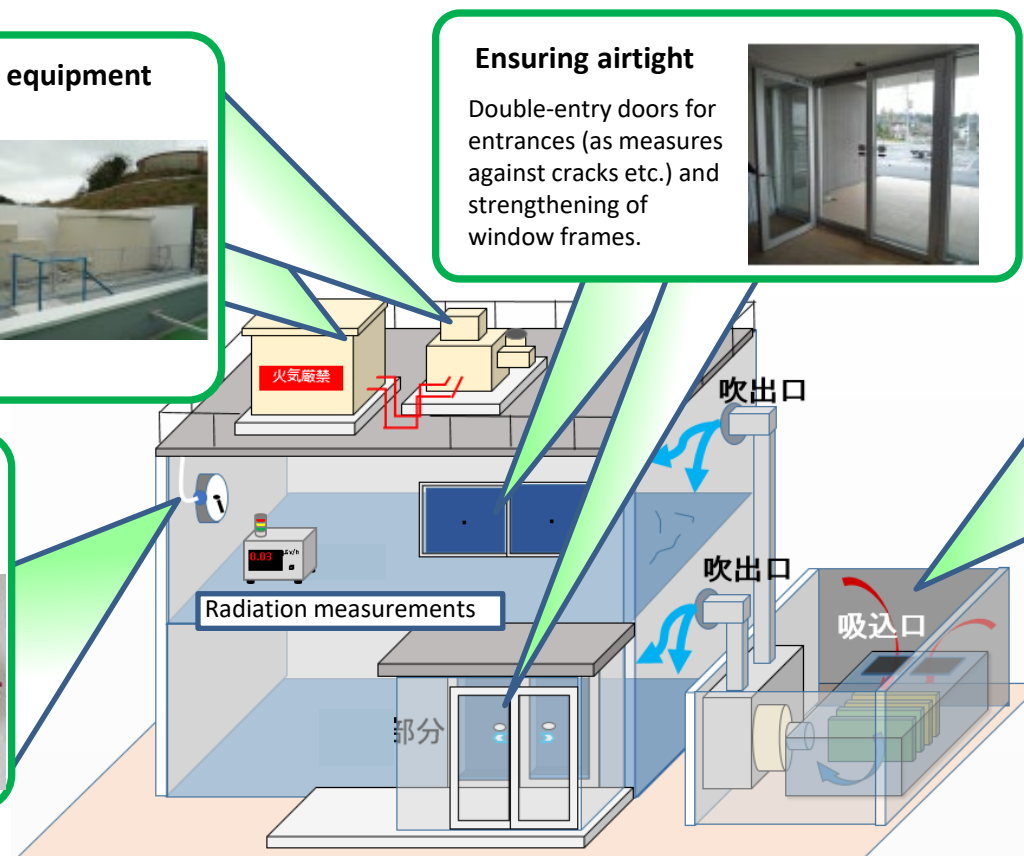 equipment
Ensuring airtight
Double-entry doors for
entrances (as measures
against cracks etc.) and
strengthening of
window frames.
火気厳禁
吹出口
0.03
μSv/h
吹出口
Radiation measurements
吸込口
部分